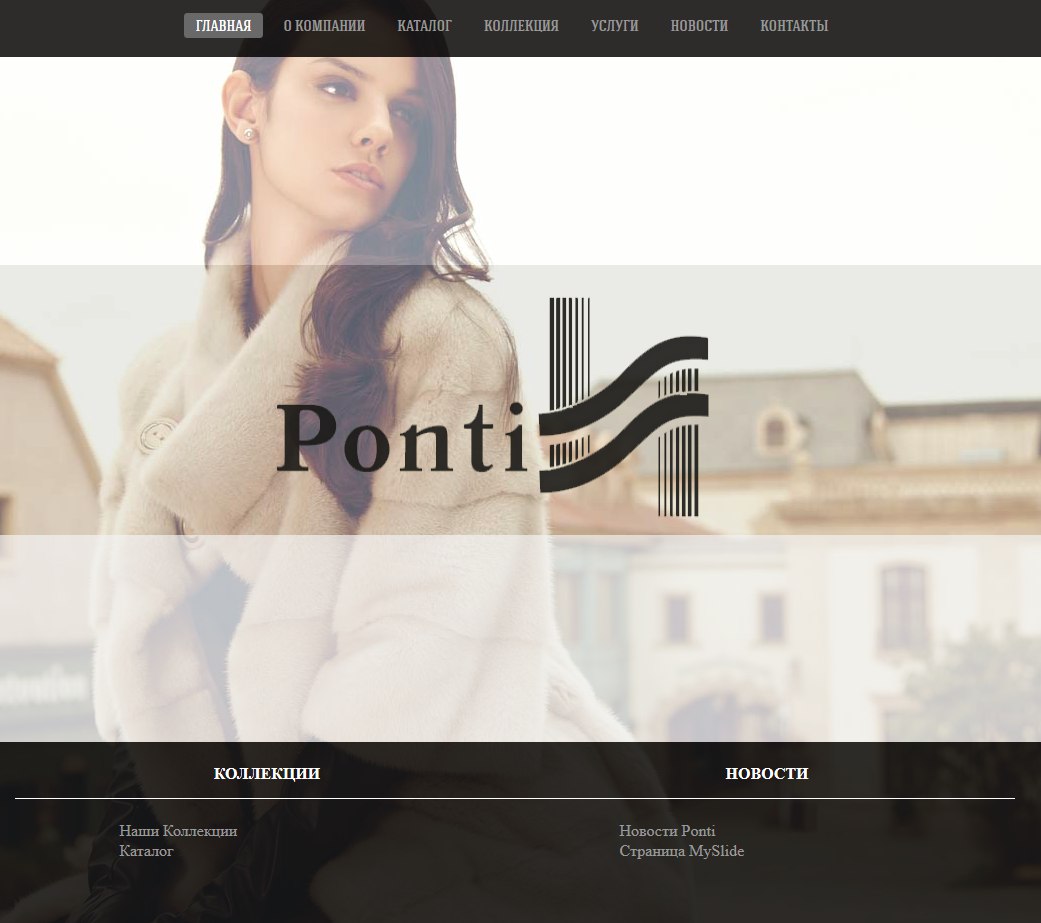 ГЛАВНАЯ О КОМПАНИИ КАТАЛОГ КОЛЛЕКЦИЯ УСЛУГИ НОВОСТИ КОНТАКТЫ
Ponti
КОЛЛЕКЦИИ НОВОСТИ
Наши Коллекции Новости Ponti
Каталог Страница MySlide